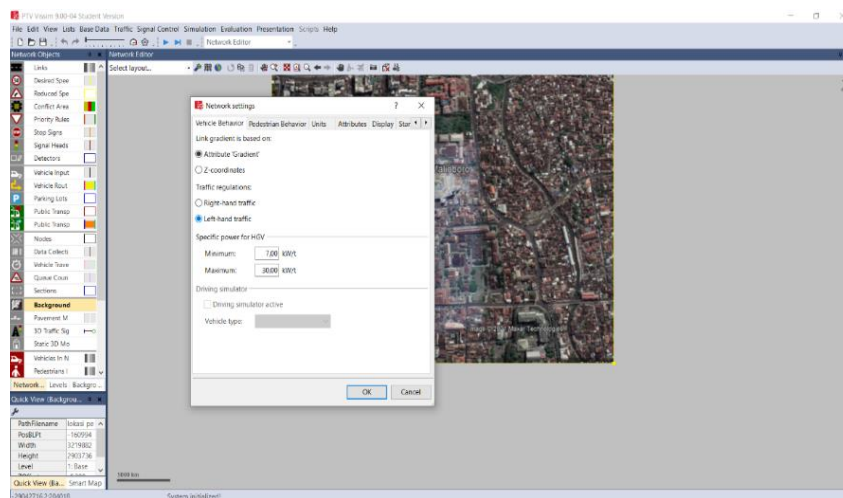 PTV Vissim 9.00-04 Student Version
File Edit View Lists Base Data Traffic Signal Control Simulation Evaluation Presentation Scripts Help
Network Editor
Network Objects
Network Editor
Select layout...
Links
Desired Spee
Reduced Spe
Conflict Area
Priority Rules
Stop Signs
Signal Heads
Detectors
Vehicle Input
Vehicle Rout
Parking Lots
Public Transp
Public Transp
Nodes
Data Collecti
Vehicle Trave
Queue Coun
Sections
Background
Pavement M
3D Traffic Sig
Static 3D Mo
Vehicles In N
Pedestrians I
Network... Levels Backgro...
Quick View (Backgrou...
PathFilename lokasi pe
PosBLPt -160994
Width 3219882
Height 2903736
Level 1: Base
Quick View (Ba... Smart Map
Network settings
Vehicle Behavior Pedestrian Behavior Units Attributes Display Star
Link gradient is based on:
Attribute 'Gradient'
Z-coordinates
Traffic regulations:
Right-hand traffic
Left-hand traffic
Specific power for HGV
Minimum: 7,00 kW/t
Maximum: 30,00 kW/t
Driving simulator
Driving simulator active
Vehicle type:
OK Cancel
5000 km
System initialized!